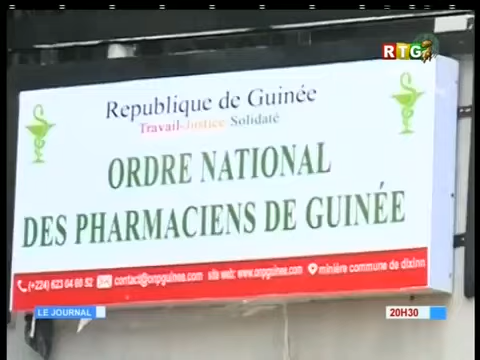 RTG
Republique de Guinée
Travail-Justice-Solidaté
ORDRE NATIONAL
DES PHARMACIENS DE GUINÉE
(+224) 623 04 60 52 contact@onpguinee.com site web: www.onpguinee.com minière commune de dixinn
LE JOURNAL
20H30